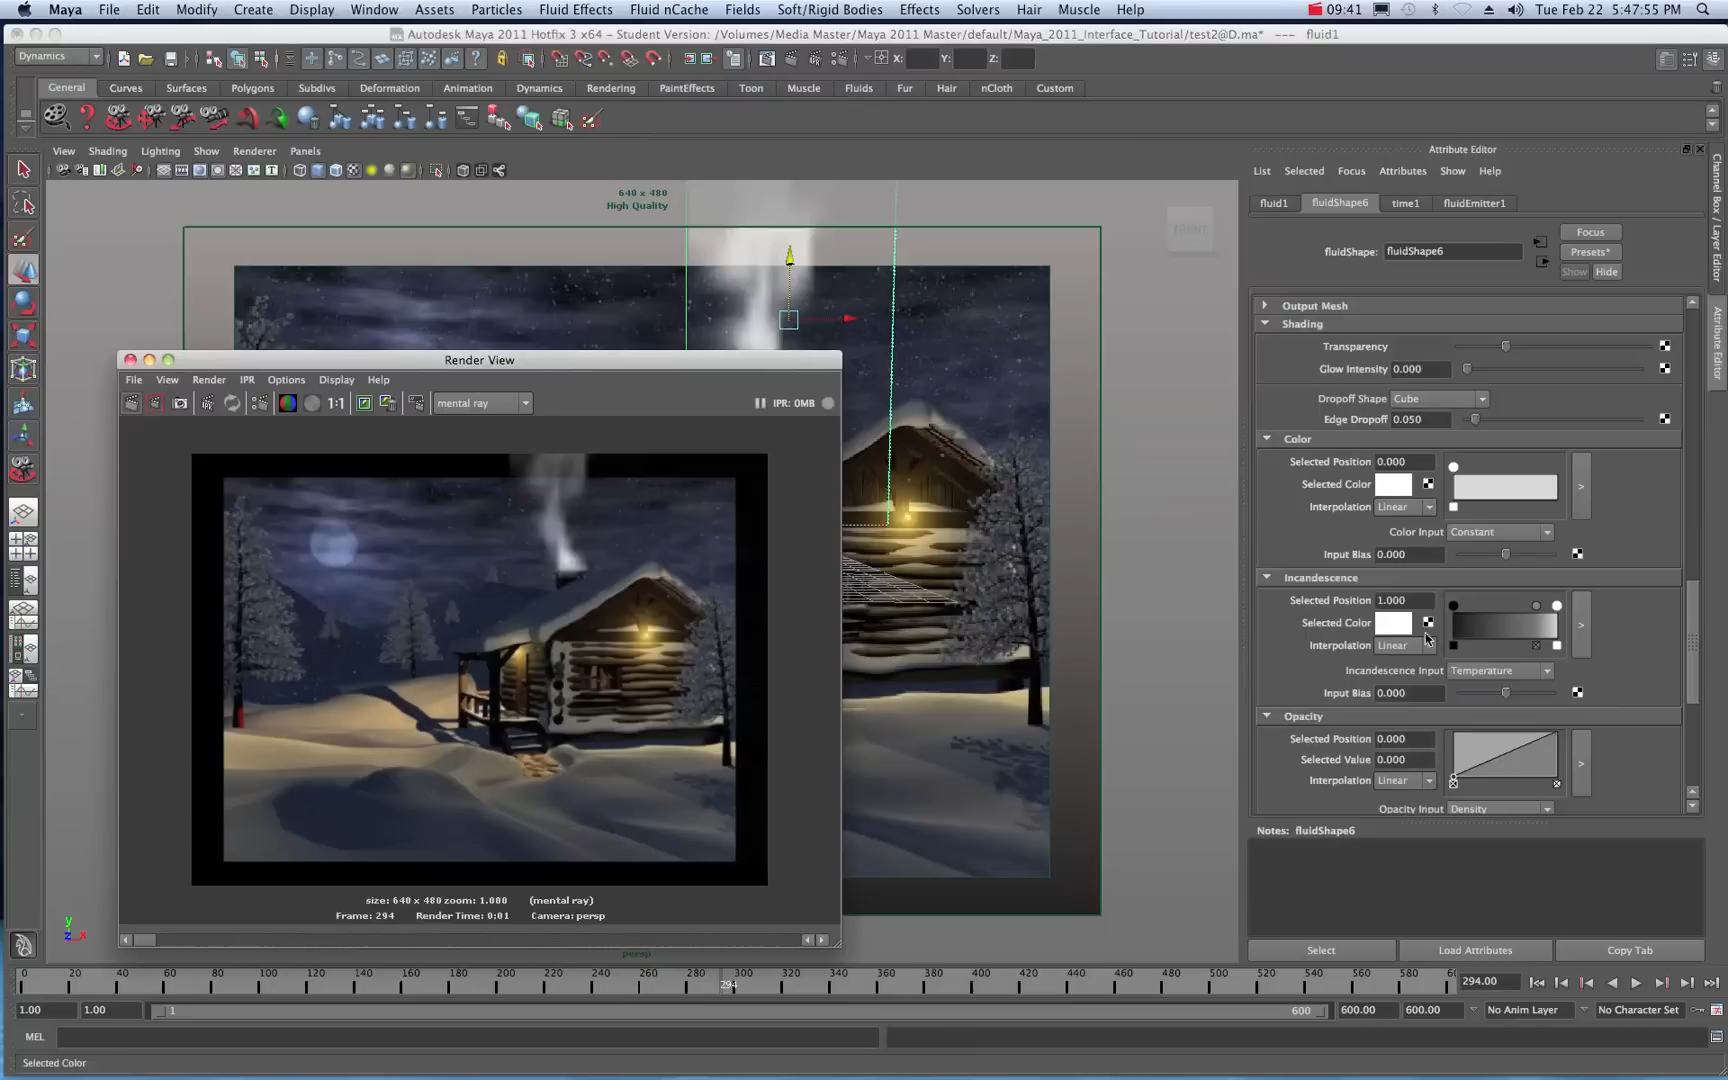 Maya File Edit Modify Create Display Window Assets Particles Fluid Effects Fluid nCache Fields Soft/Rigid Bodies Effects Solvers Hair Muscle Help 09:41 Tue Feb 22 5:47:55 PM
Autodesk Maya 2011 Hotfix 3 x64 - Student Version: /Volumes/Media Master/Maya 2011 Master/default/Maya_2011_Interface_Tutorial/test2@D.ma* --- fluid1
Dynamics X: Y: Z:
General Curves Surfaces Polygons Subdivs Deformation Animation Dynamics Rendering PaintEffects Toon Muscle Fluids Fur Hair nCloth Custom
View Shading Lighting Show Renderer Panels
640 x 480
High Quality
FRONT
Render View
File View Render IPR Options Display Help
1:1 mental ray IPR: 0MB
size: 640 x 480 zoom: 1.000 (mental ray)
Frame: 294 Render Time: 0:01 Camera: persp
persp
y
z x
Attribute Editor
List Selected Focus Attributes Show Help
fluid1 fluidShape6 time1 fluidEmitter1
Focus
fluidShape: fluidShape6 Presets*
Show Hide
Output Mesh
Shading
Transparency
Glow Intensity 0.000
Dropoff Shape Cube
Edge Dropoff 0.050
Color
Selected Position 0.000
Selected Color
Interpolation Linear
Color Input Constant
Input Bias 0.000
Incandescence
Selected Position 1.000
Selected Color
Interpolation Linear
Incandescence Input Temperature
Input Bias 0.000
Opacity
Selected Position 0.000
Selected Value 0.000
Interpolation Linear
Opacity Input Density
Notes: fluidShape6
Select Load Attributes Copy Tab
Channel Box / Layer Editor
Attribute Editor
0 20 40 60 80 100 120 140 160 180 200 220 240 260 280 300 320 340 360 380 400 420 440 460 480 500 520 540 560 580 60
294 294.00
1.00 1.00 1 600 600.00 600.00 No Anim Layer No Character Set
MEL
Selected Color